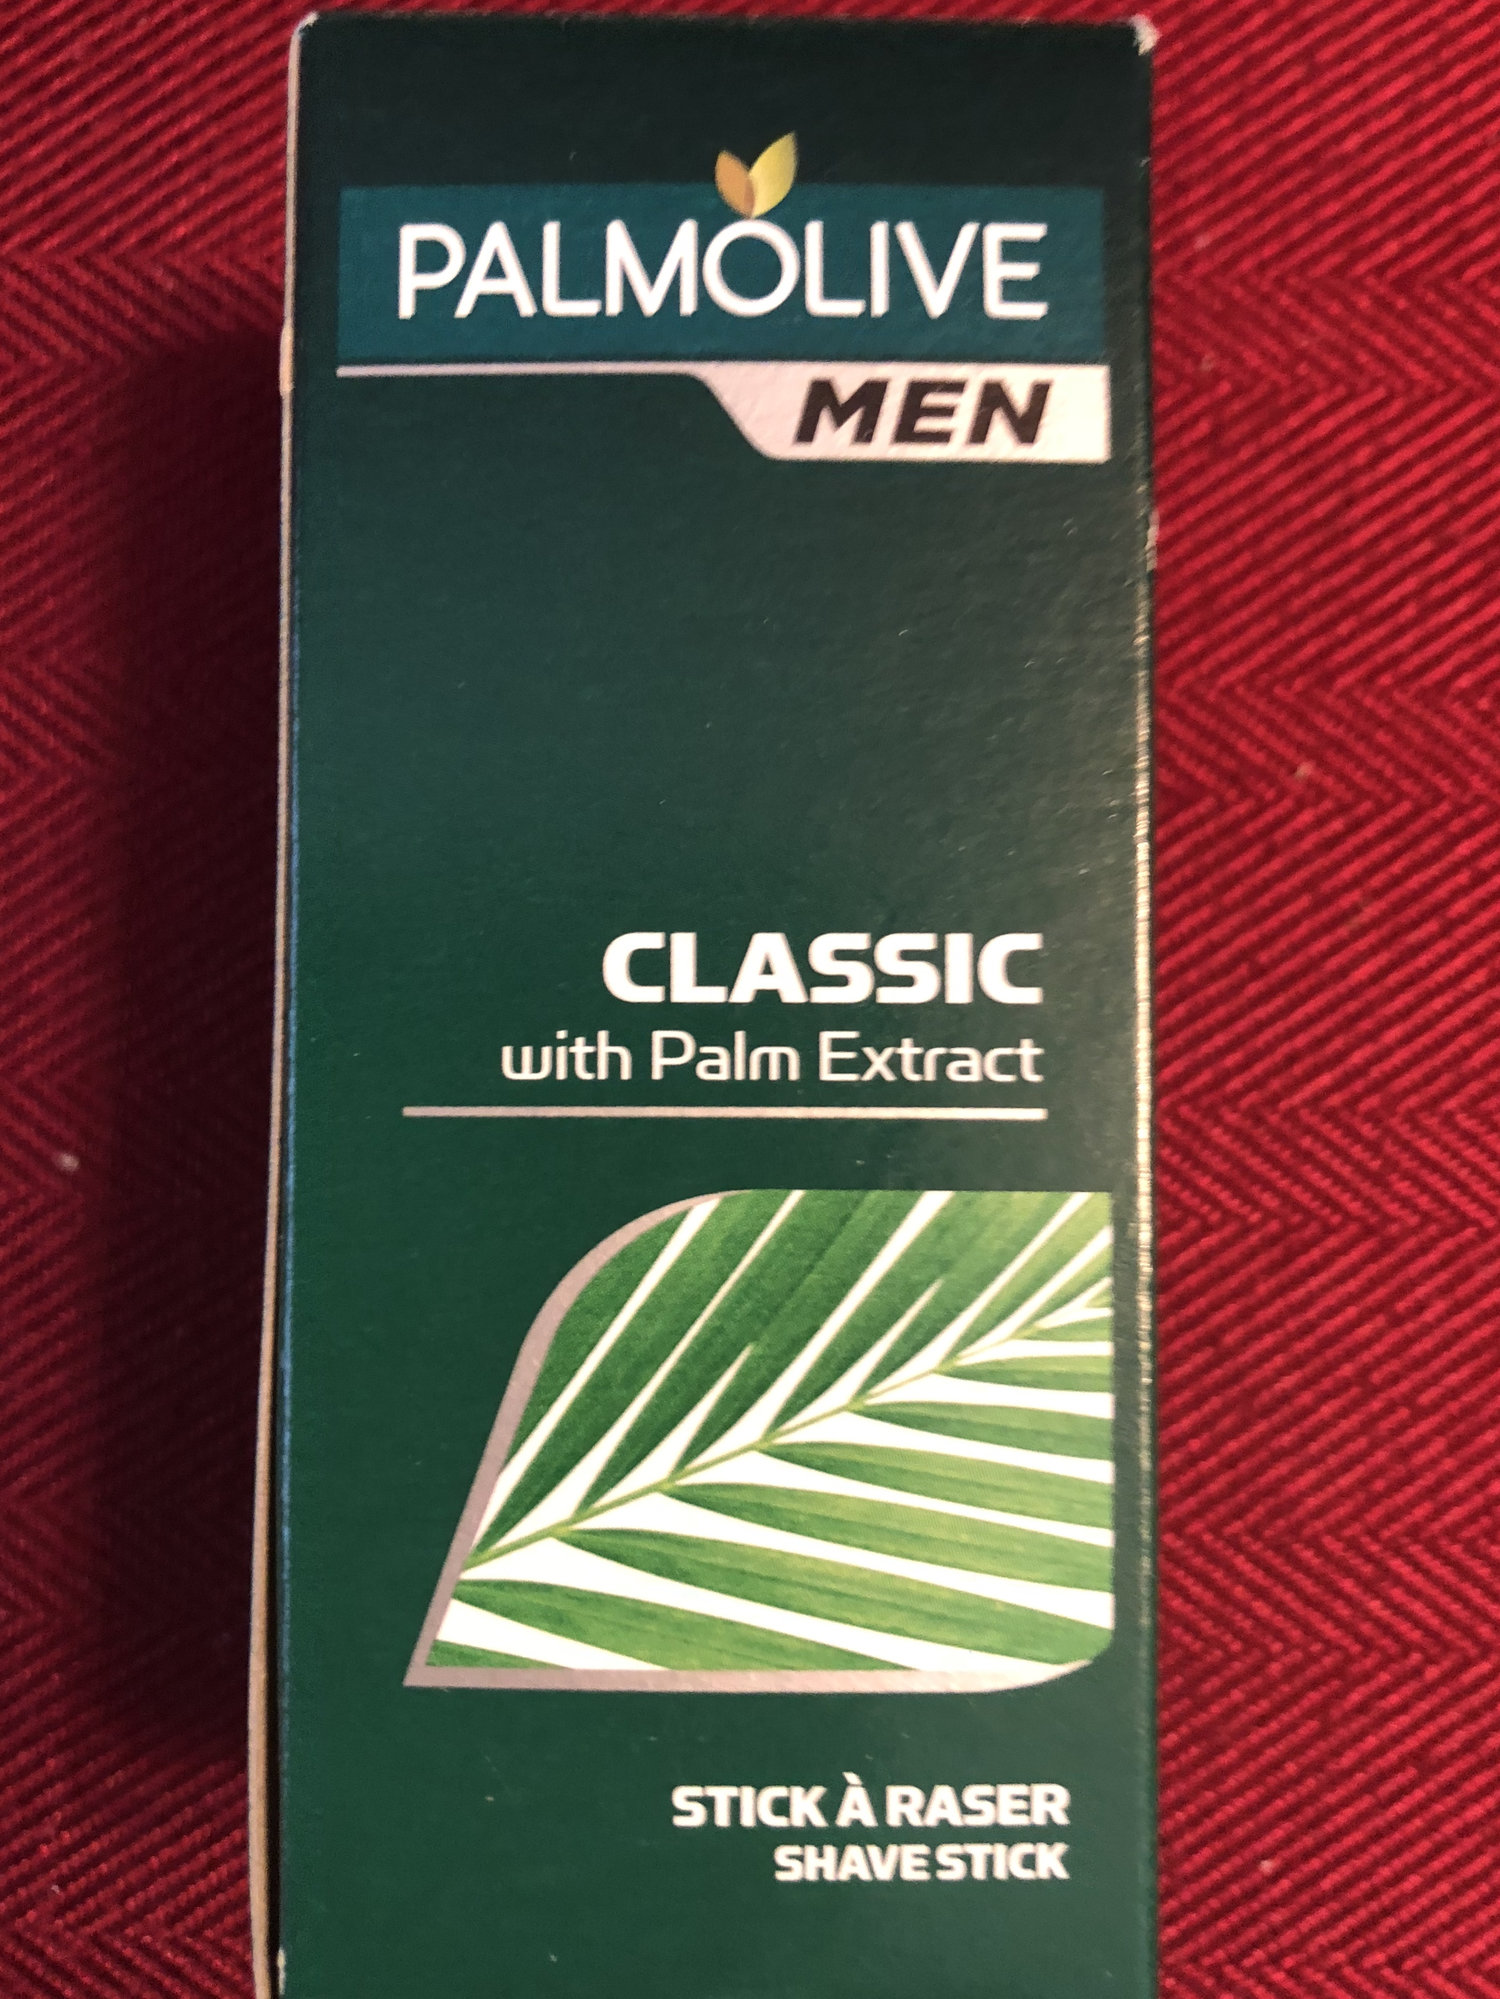 PALMOLIVE
MEN
CLASSIC
with Palm Extract
STICK À RASER
SHAVE STICK